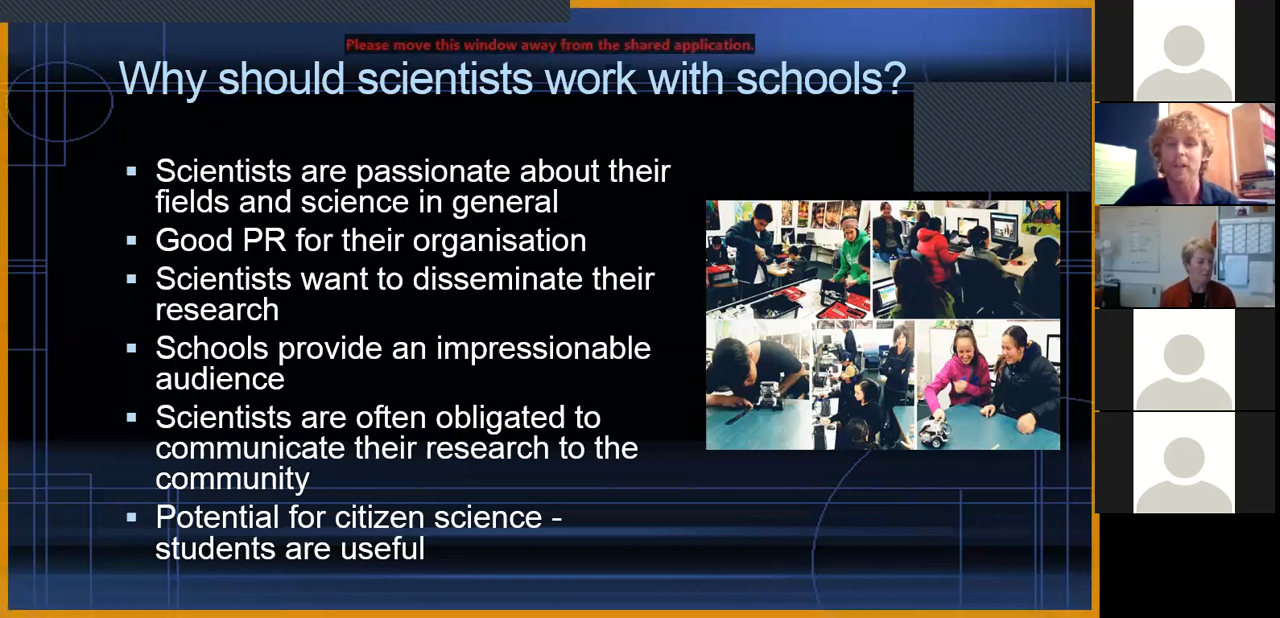 Please move this window away from the shared application.
Why should scientists work with schools?
▪ Scientists are passionate about their
fields and science in general
▪ Good PR for their organisation
▪ Scientists want to disseminate their
research
▪ Schools provide an impressionable
audience
▪ Scientists are often obligated to
communicate their research to the
community
▪ Potential for citizen science -
students are useful